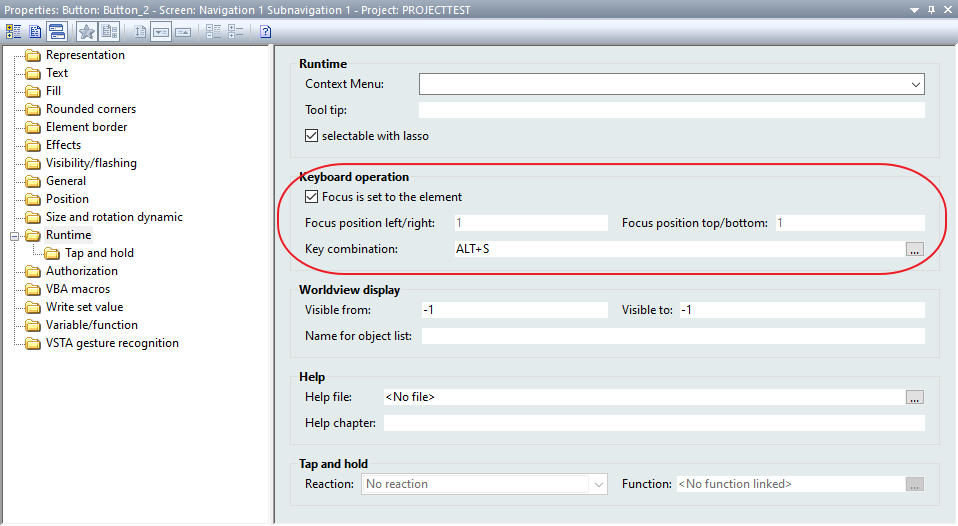 Properties: Button: Button_2 - Screen: Navigation 1 Subnavigation 1 - Project: PROJECTTEST
Representation
Text
Fill
Rounded corners
Element border
Effects
Visibility/flashing
General
Position
Size and rotation dynamic
Runtime
Tap and hold
Authorization
VBA macros
Write set value
Variable/function
VSTA gesture recognition
Runtime
Context Menu:
Tool tip:
selectable with lasso
Keyboard operation
Focus is set to the element
Focus position left/right: 1 Focus position top/bottom: 1
Key combination: ALT+S ...
Worldview display
Visible from: -1 Visible to: -1
Name for object list:
Help
Help file: <No file> ...
Help chapter:
Tap and hold
Reaction: No reaction Function: <No function linked> ...